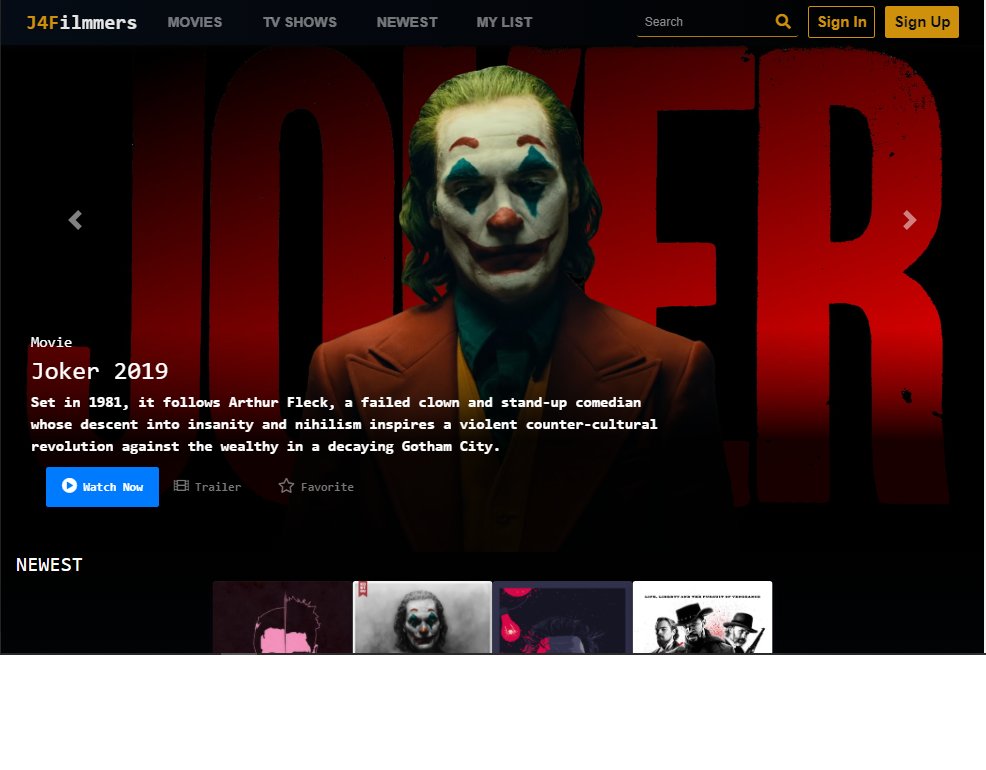 J4Filmmers MOVIES TV SHOWS NEWEST MY LIST Search Sign In Sign Up
JOKER
Movie
Joker 2019
Set in 1981, it follows Arthur Fleck, a failed clown and stand-up comedian
whose descent into insanity and nihilism inspires a violent counter-cultural
revolution against the wealthy in a decaying Gotham City.
Watch Now Trailer Favorite
NEWEST
LIFE, LIBERTY AND THE PURSUIT OF VENGEANCE